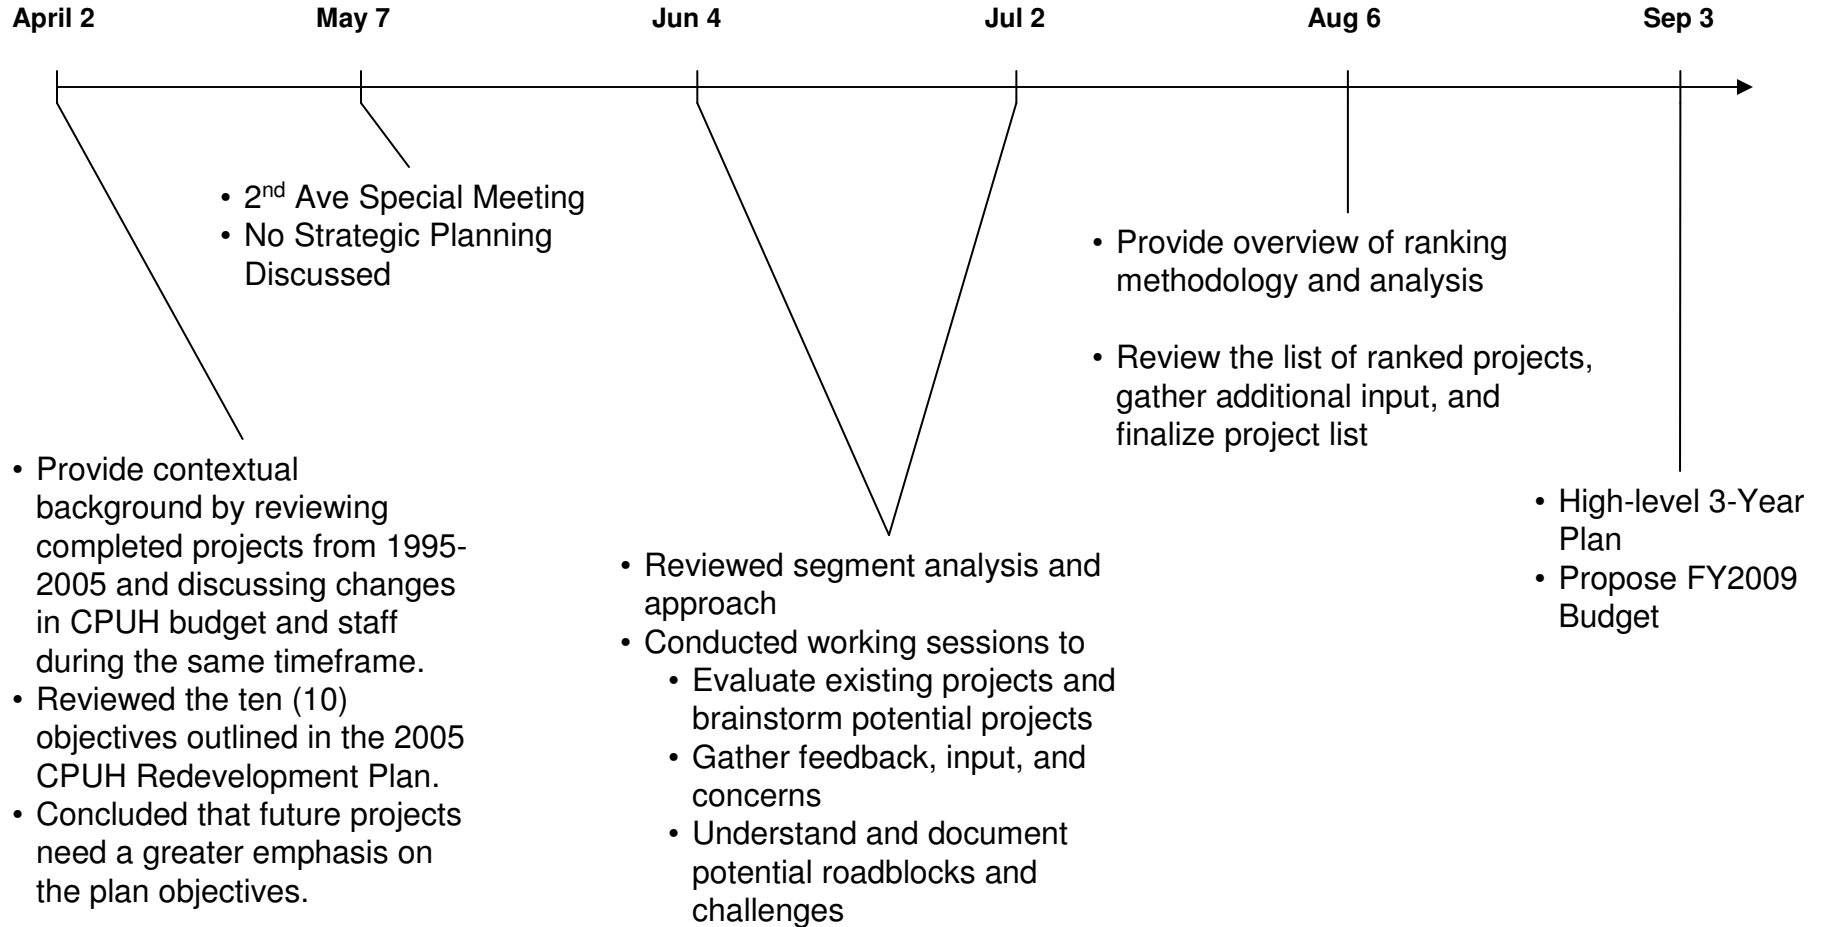 April 2
May 7
Jun 4
Jul 2
Aug 6
Sep 3
• Provide contextual
background by reviewing
completed projects from 1995-
2005 and discussing changes
in CPUH budget and staff
during the same timeframe.
• Reviewed the ten (10)
objectives outlined in the 2005
CPUH Redevelopment Plan.
• Concluded that future projects
need a greater emphasis on
the plan objectives.
• 2nd Ave Special Meeting
• No Strategic Planning
Discussed
• Reviewed segment analysis and
approach
• Conducted working sessions to
• Evaluate existing projects and
brainstorm potential projects
• Gather feedback, input, and
concerns
• Understand and document
potential roadblocks and
challenges
• Provide overview of ranking
methodology and analysis
• Review the list of ranked projects,
gather additional input, and
finalize project list
• High-level 3-Year
Plan
• Propose FY2009
Budget